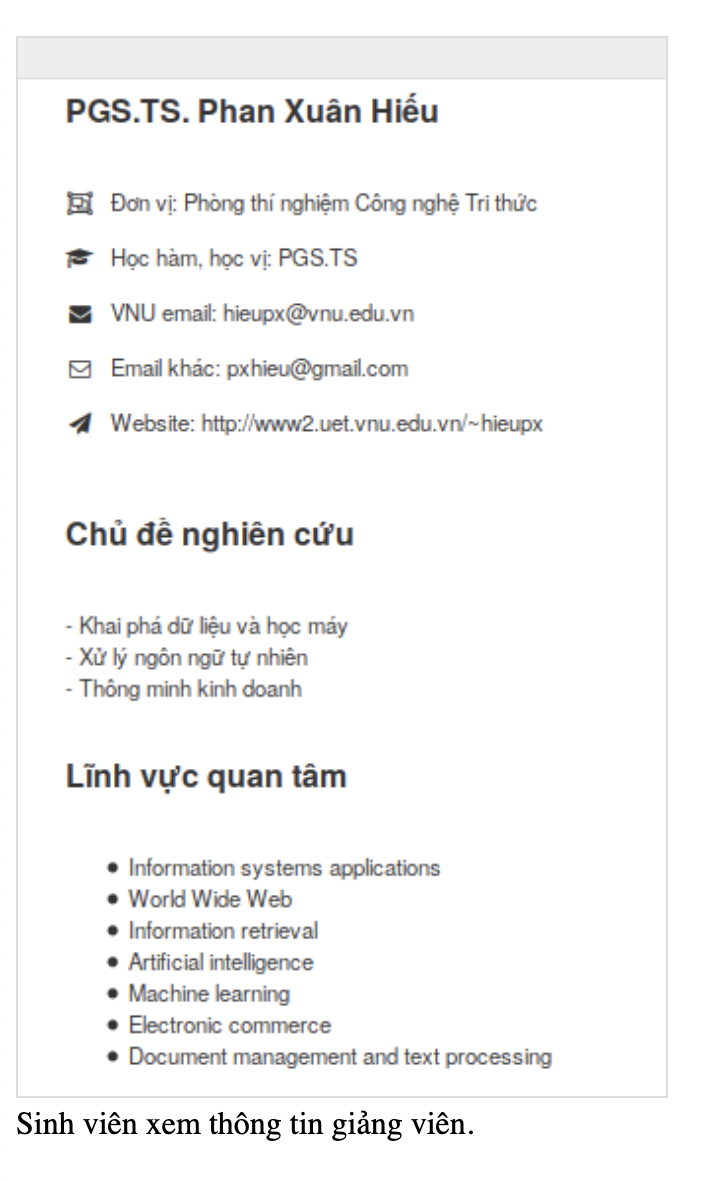 PGS.TS. Phan Xuân Hiếu
Đơn vị: Phòng thí nghiệm Công nghệ Tri thức
Học hàm, học vị: PGS.TS
VNU email: hieupx@vnu.edu.vn
Email khác: pxhieu@gmail.com
Website: http://www2.uet.vnu.edu.vn/~hieupx
Chủ đề nghiên cứu
- Khai phá dữ liệu và học máy
- Xử lý ngôn ngữ tự nhiên
- Thông minh kinh doanh
Lĩnh vực quan tâm
• Information systems applications
• World Wide Web
• Information retrieval
• Artificial intelligence
• Machine learning
• Electronic commerce
• Document management and text processing
Sinh viên xem thông tin giảng viên.